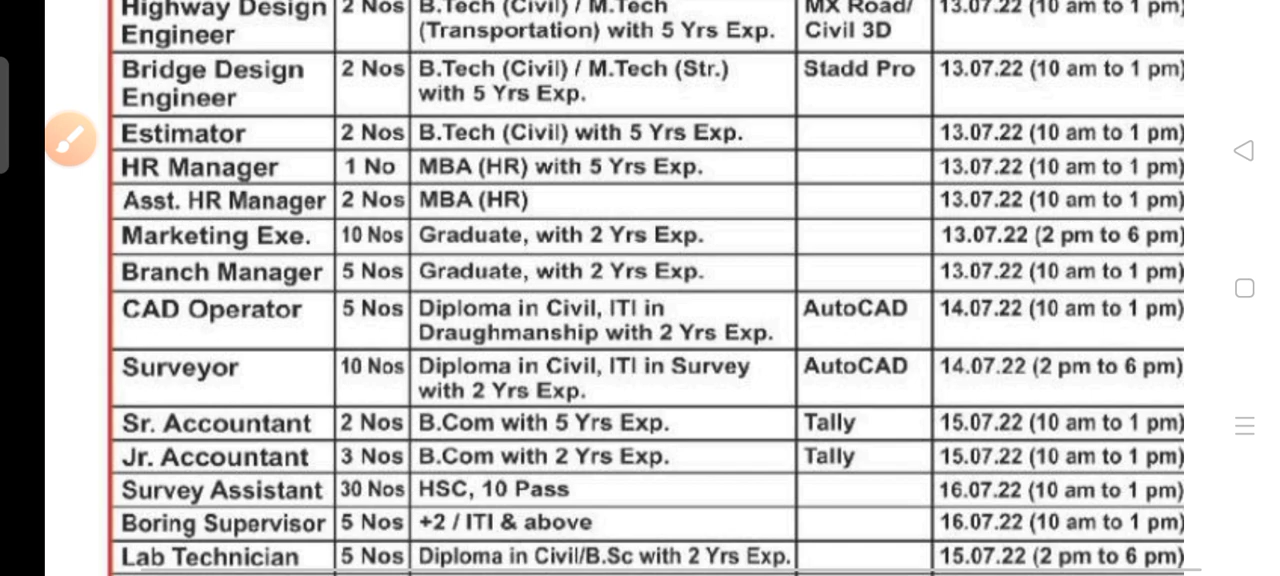 Highway Design 2 Nos B.Tech (Civil) / M.Tech MX Road/ 13.07.22 (10 am to 1 pm)
Engineer (Transportation) with 5 Yrs Exp. Civil 3D
Bridge Design 2 Nos B.Tech (Civil) / M.Tech (Str.) Stadd Pro 13.07.22 (10 am to 1 pm)
Engineer with 5 Yrs Exp.
Estimator 2 Nos B.Tech (Civil) with 5 Yrs Exp. 13.07.22 (10 am to 1 pm)
HR Manager 1 No MBA (HR) with 5 Yrs Exp. 13.07.22 (10 am to 1 pm)
Asst. HR Manager 2 Nos MBA (HR) 13.07.22 (10 am to 1 pm)
Marketing Exe. 10 Nos Graduate, with 2 Yrs Exp. 13.07.22 (2 pm to 6 pm)
Branch Manager 5 Nos Graduate, with 2 Yrs Exp. 13.07.22 (10 am to 1 pm)
CAD Operator 5 Nos Diploma in Civil, ITI in AutoCAD 14.07.22 (10 am to 1 pm)
Draughmanship with 2 Yrs Exp.
Surveyor 10 Nos Diploma in Civil, ITI in Survey AutoCAD 14.07.22 (2 pm to 6 pm)
with 2 Yrs Exp.
Sr. Accountant 2 Nos B.Com with 5 Yrs Exp. Tally 15.07.22 (10 am to 1 pm)
Jr. Accountant 3 Nos B.Com with 2 Yrs Exp. Tally 15.07.22 (10 am to 1 pm)
Survey Assistant 30 Nos HSC, 10 Pass 16.07.22 (10 am to 1 pm)
Boring Supervisor 5 Nos +2 / ITI & above 16.07.22 (10 am to 1 pm)
Lab Technician 5 Nos Diploma in Civil/B.Sc with 2 Yrs Exp. 15.07.22 (2 pm to 6 pm)